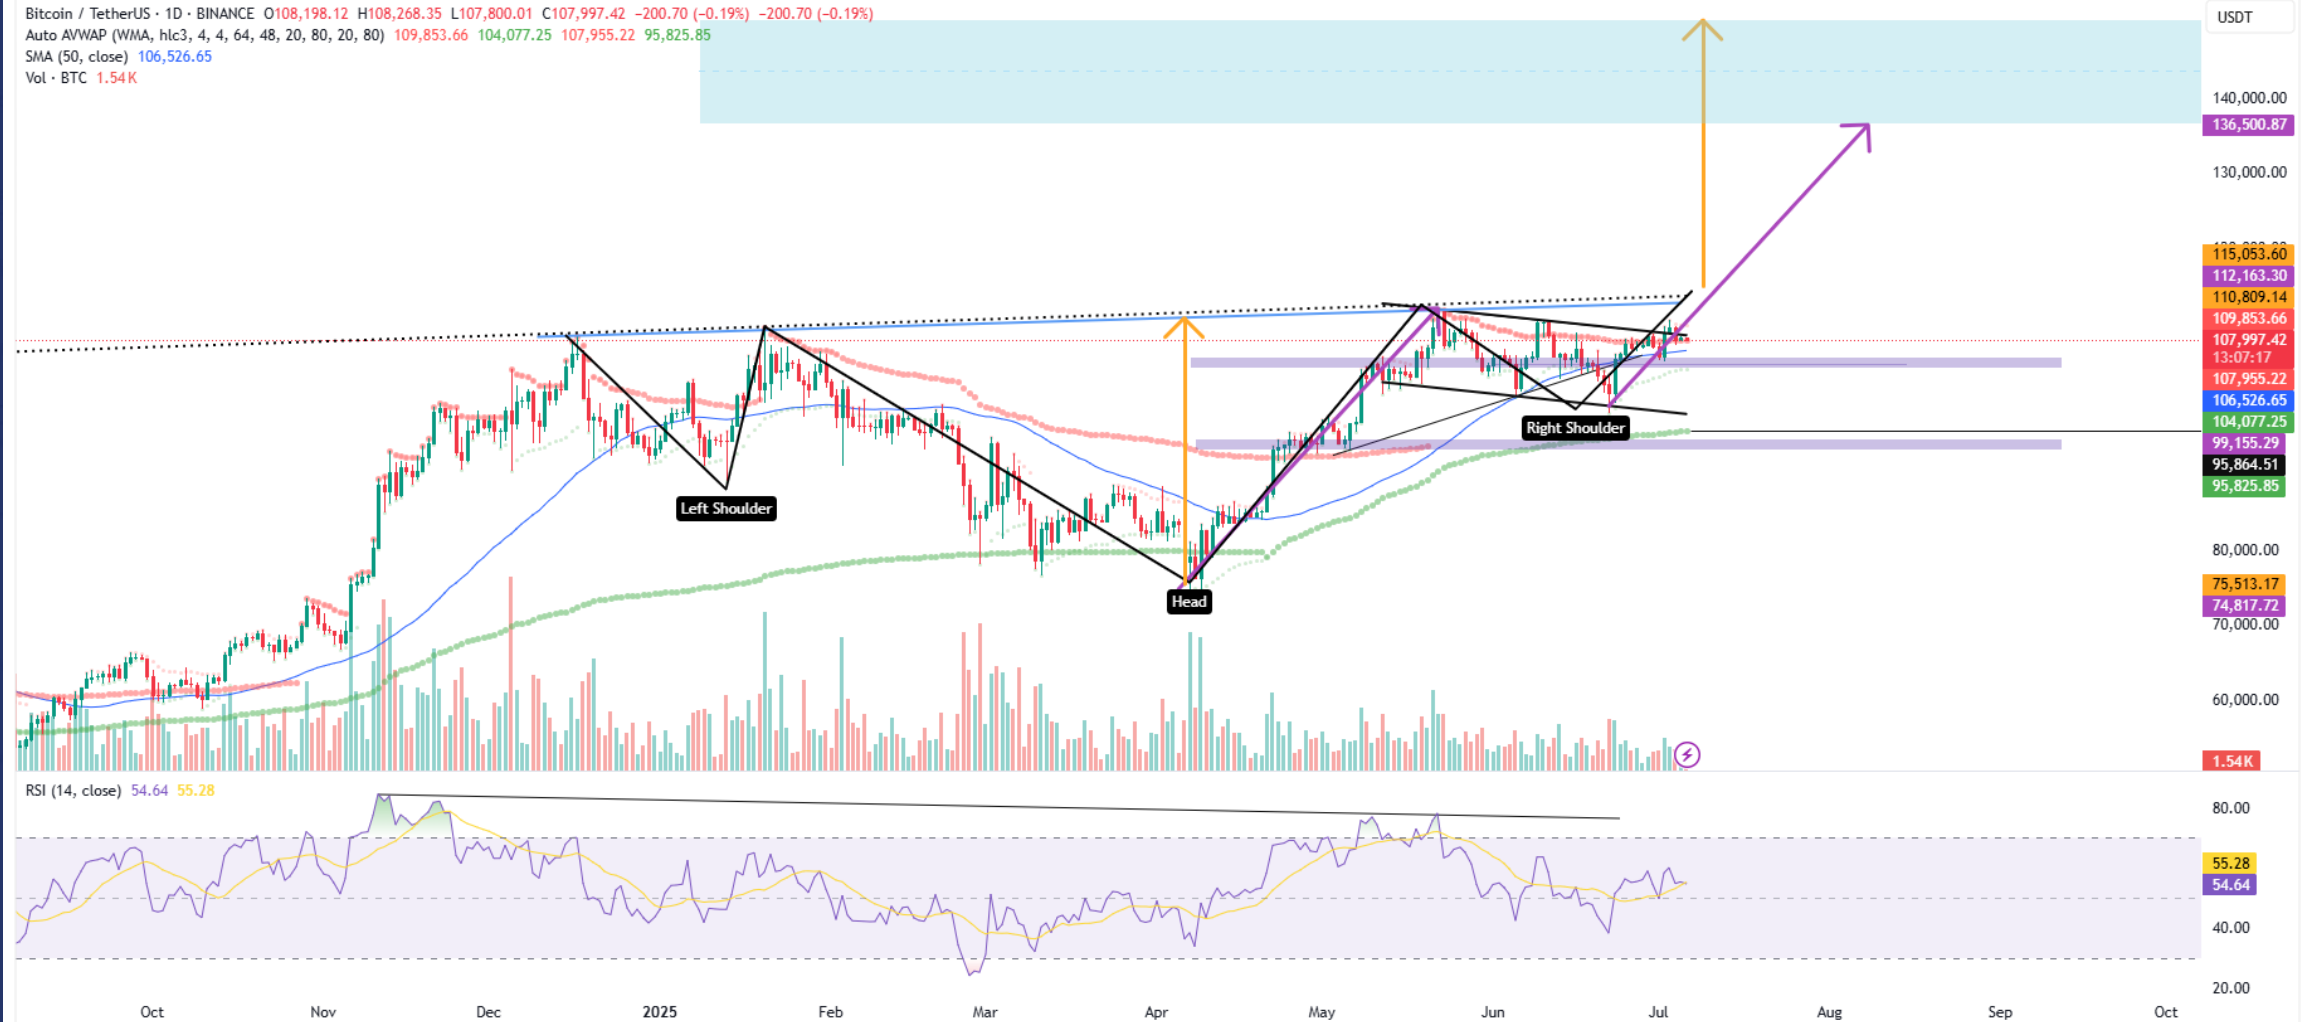 Bitcoin / TetherUS · 1D · BINANCE O108,198.12 H108,268.35 L107,800.01 C107,997.42 −200.70 (−0.19%) −200.70 (−0.19%)
USDT
Auto AVWAP (WMA, hlc3, 4, 4, 64, 48, 20, 80, 20, 80) 109,853.66 104,077.25 107,955.22 95,825.85
SMA (50, close) 106,526.65
Vol · BTC 1.54K
140,000.00
136,500.87
130,000.00
115,053.60
112,163.30
110,809.14
109,853.66
107,997.42
13:07:17
107,955.22
106,526.65
104,077.25
99,155.29
95,864.51
95,825.85
Right Shoulder
Left Shoulder
80,000.00
75,513.17
Head
74,817.72
70,000.00
60,000.00
1.54K
RSI (14, close) 54.64 55.28
80.00
55.28
54.64
40.00
20.00
Oct Nov Dec 2025 Feb Mar Apr May Jun Jul Aug Sep Oct